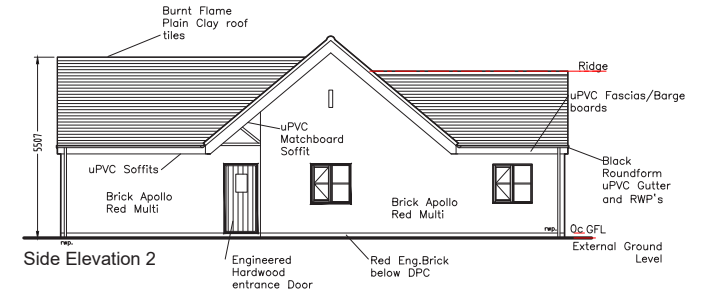 Burnt Flame
Plain Clay roof
tiles
Ridge
uPVC Fascias/Barge
boards
5507
uPVC
Matchboard
Soffit
uPVC Soffits
Black
Roundform
uPVC Gutter
and RWP's
Brick Apollo
Red Multi
Brick Apollo
Red Multi
rwp.
rwp.
0c GFL
External Ground
Level
Side Elevation 2
Engineered
Hardwood
entrance Door
Red Eng.Brick
below DPC